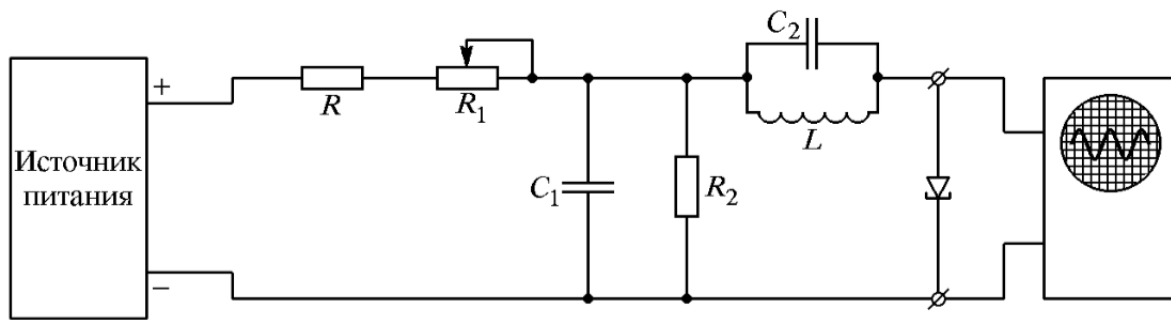 Источник
питания
+
−
R
R₁
C₁
R₂
C₂
L